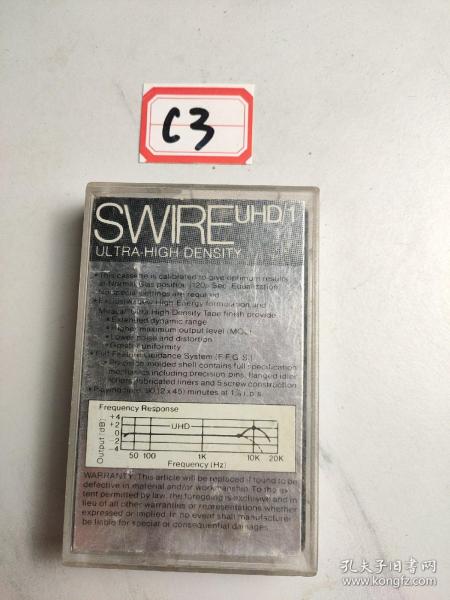 C3
SWIRE UHD/1
ULTRA-HIGH DENSITY
• This cassette is calibrated to give optimum results
at Normal Bias position (120μ Sec. Equalization)
No special settings are required.
• High Energy formulation and
Ultra High Density Tape finish provide
• Extended dynamic range
• Higher maximum output level (MOL)
• Lower noise and distortion
• Greater uniformity
• Full Feature Guidance System (F.F.G.S.)
molded shell contains full specification
mechanics including precision pins, flanged idler
rollers, lubricated liners and 5 screw construction
• Playing time 90 (2 x 45) minutes at 1⅞ i.p.s.
Frequency Response
Output (dB)
+4
+2
0
-2
-4
UHD
50 100 1K 10K 20K
Frequency (Hz)
WARRANTY: This article will be replaced if found to be
defective in material and/or workmanship. To the ex-
tent permitted by law, the foregoing is exclusive and in
lieu of all other warranties or representations whether
expressed or implied. In no event shall manufacturer
be liable for special or consequential damages.
孔夫子旧书网
www.kongfz.com